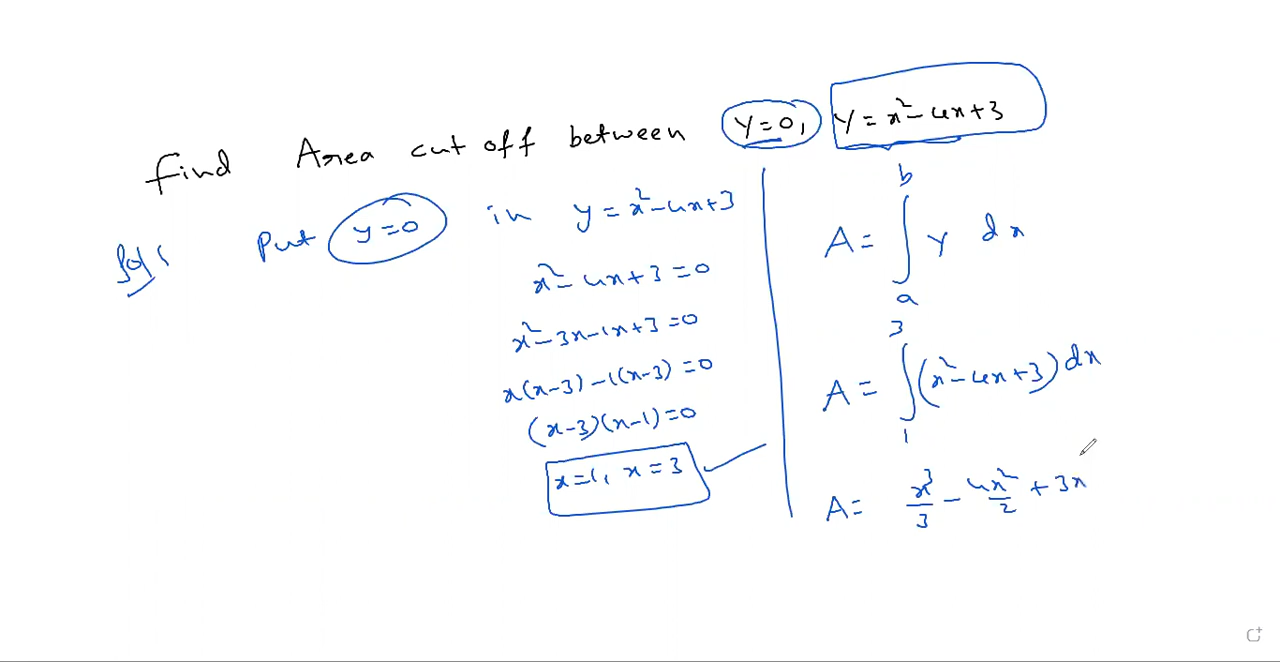 Find Area cut off between y=0, y=x²-4x+3
Sol: Put y=0 in y=x²-4x+3
x²-4x+3=0
x²-3x-1x+3=0
x(x-3)-1(x-3)=0
(x-3)(x-1)=0
x=1, x=3
b
A= ∫ y dx
a
3
A= ∫ (x²-4x+3) dx
1
A= x³/3 - 4x²/2 + 3x